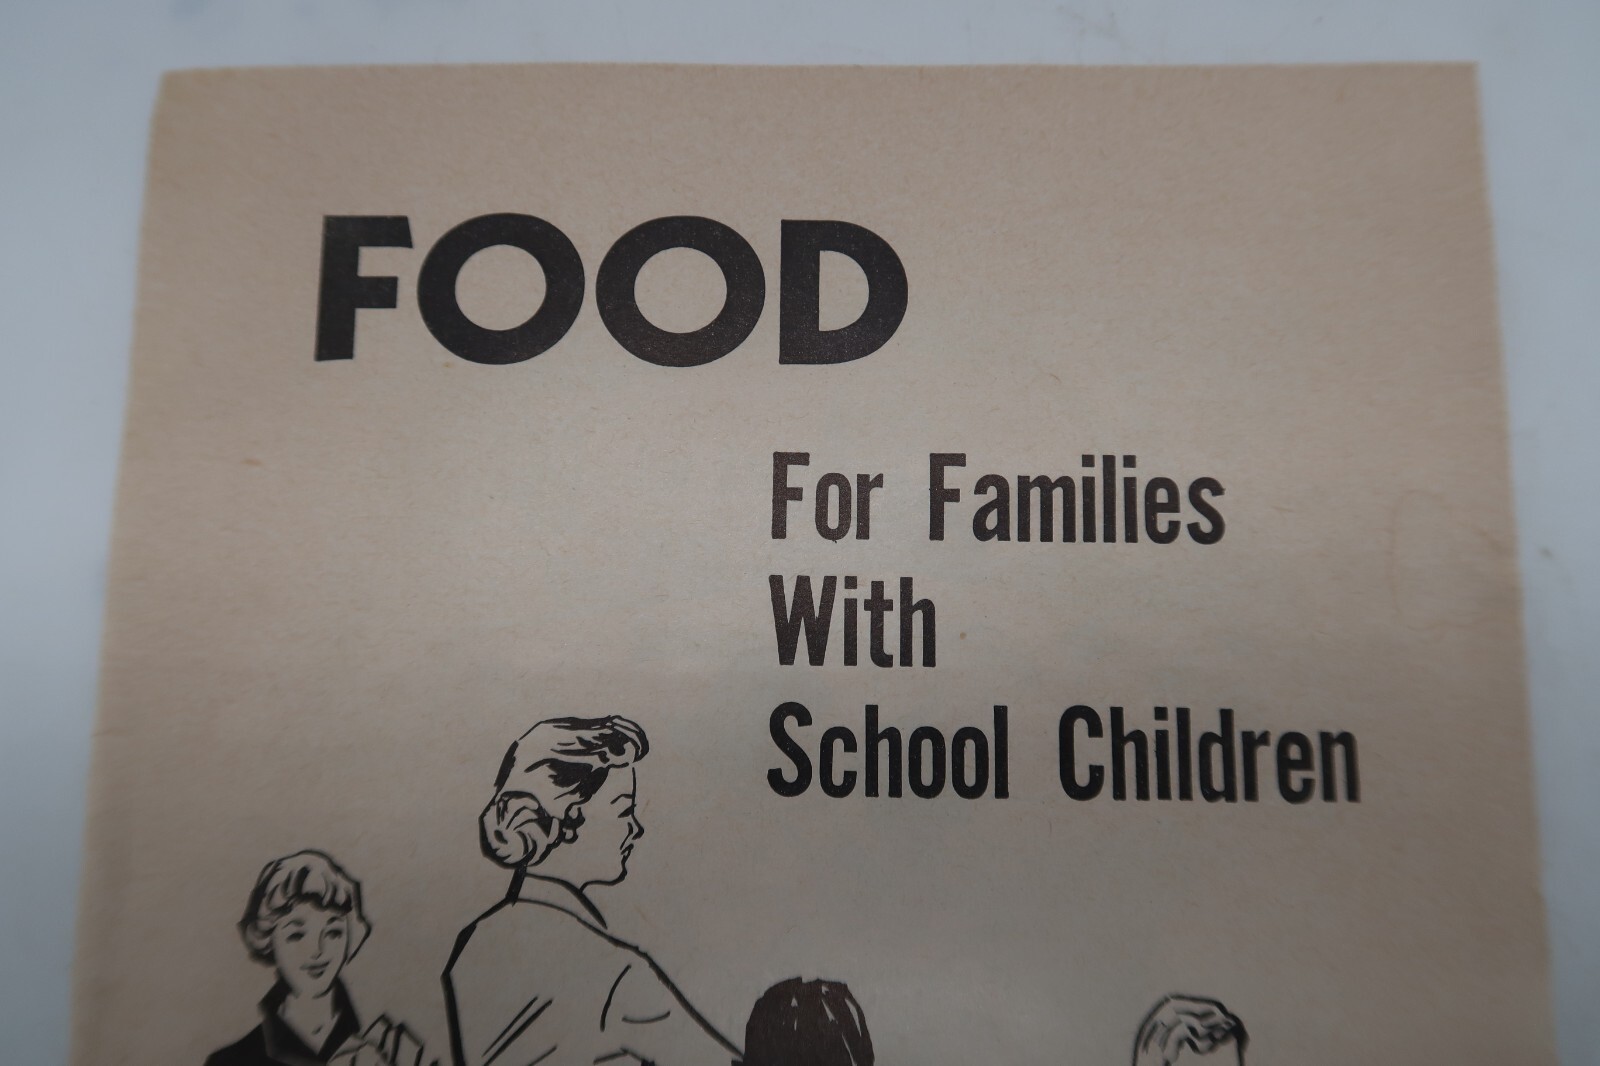 FOOD
For Families
With
School Children